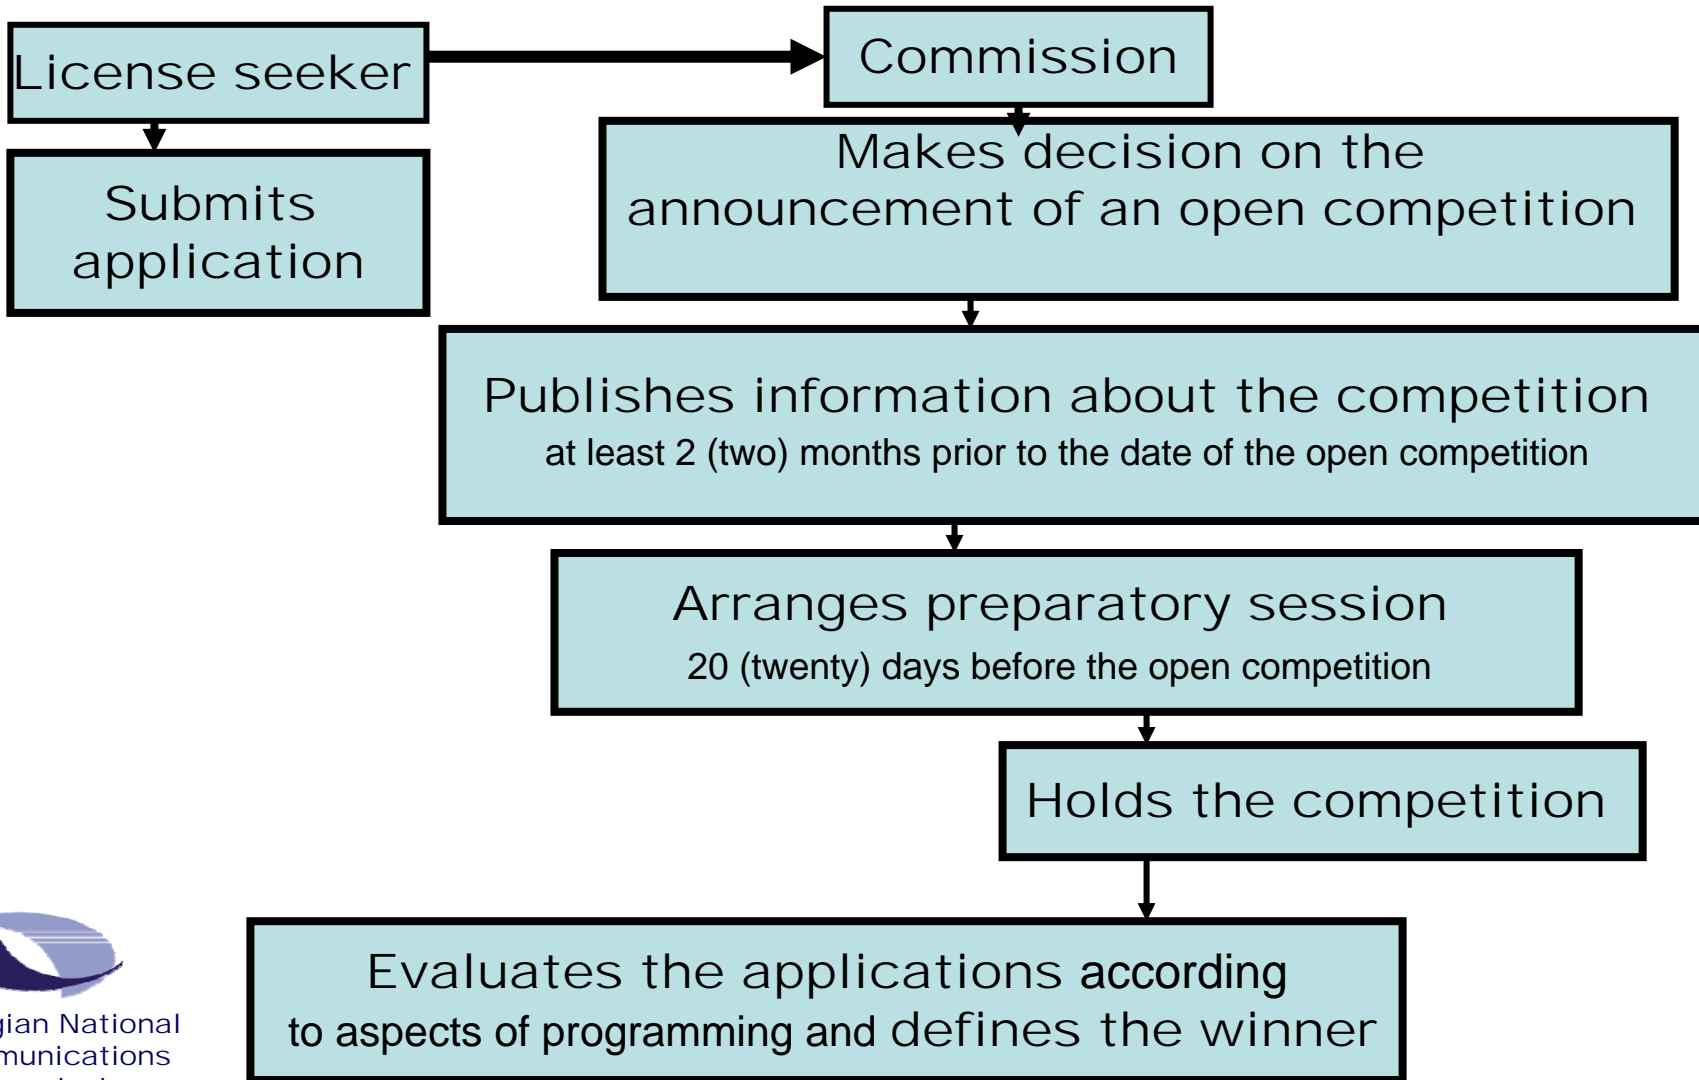 License seeker
Commission
Submits
application
Makes decision on the
announcement of an open competition
Publishes information about the competition
at least 2 (two) months prior to the date of the open competition
Arranges preparatory session
20 (twenty) days before the open competition
Holds the competition
Evaluates the applications according
to aspects of programming and defines the winner
gian National
munications